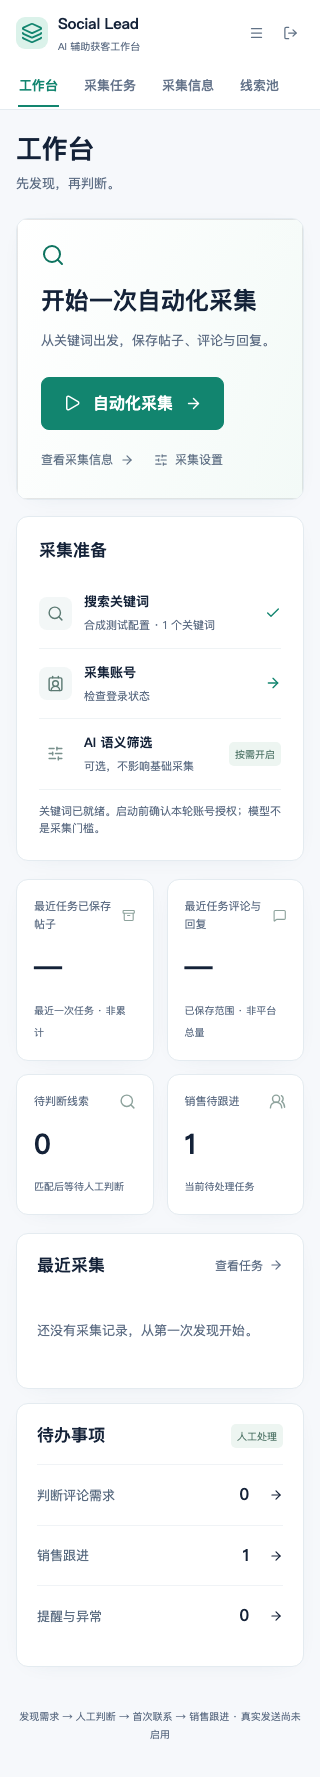 Social Lead
AI 辅助获客工作台
工作台 采集任务 采集信息 线索池
工作台
先发现，再判断。
开始一次自动化采集
从关键词出发，保存帖子、评论与回复。
自动化采集 →
查看采集信息 → 采集设置
采集准备
搜索关键词
合成测试配置 · 1 个关键词
采集账号
检查登录状态
AI 语义筛选
可选，不影响基础采集
按需开启
关键词已就绪。启动前确认本轮账号授权；模型不
是采集门槛。
最近任务已保存
帖子
—
最近一次任务 · 非累
计
最近任务评论与
回复
—
已保存范围 · 非平台
总量
待判断线索
0
匹配后等待人工判断
销售待跟进
1
当前待处理任务
最近采集
查看任务 →
还没有采集记录，从第一次发现开始。
待办事项
人工处理
判断评论需求 0 →
销售跟进 1 →
提醒与异常 0 →
发现需求 → 人工判断 → 首次联系 → 销售跟进 · 真实发送尚未
启用